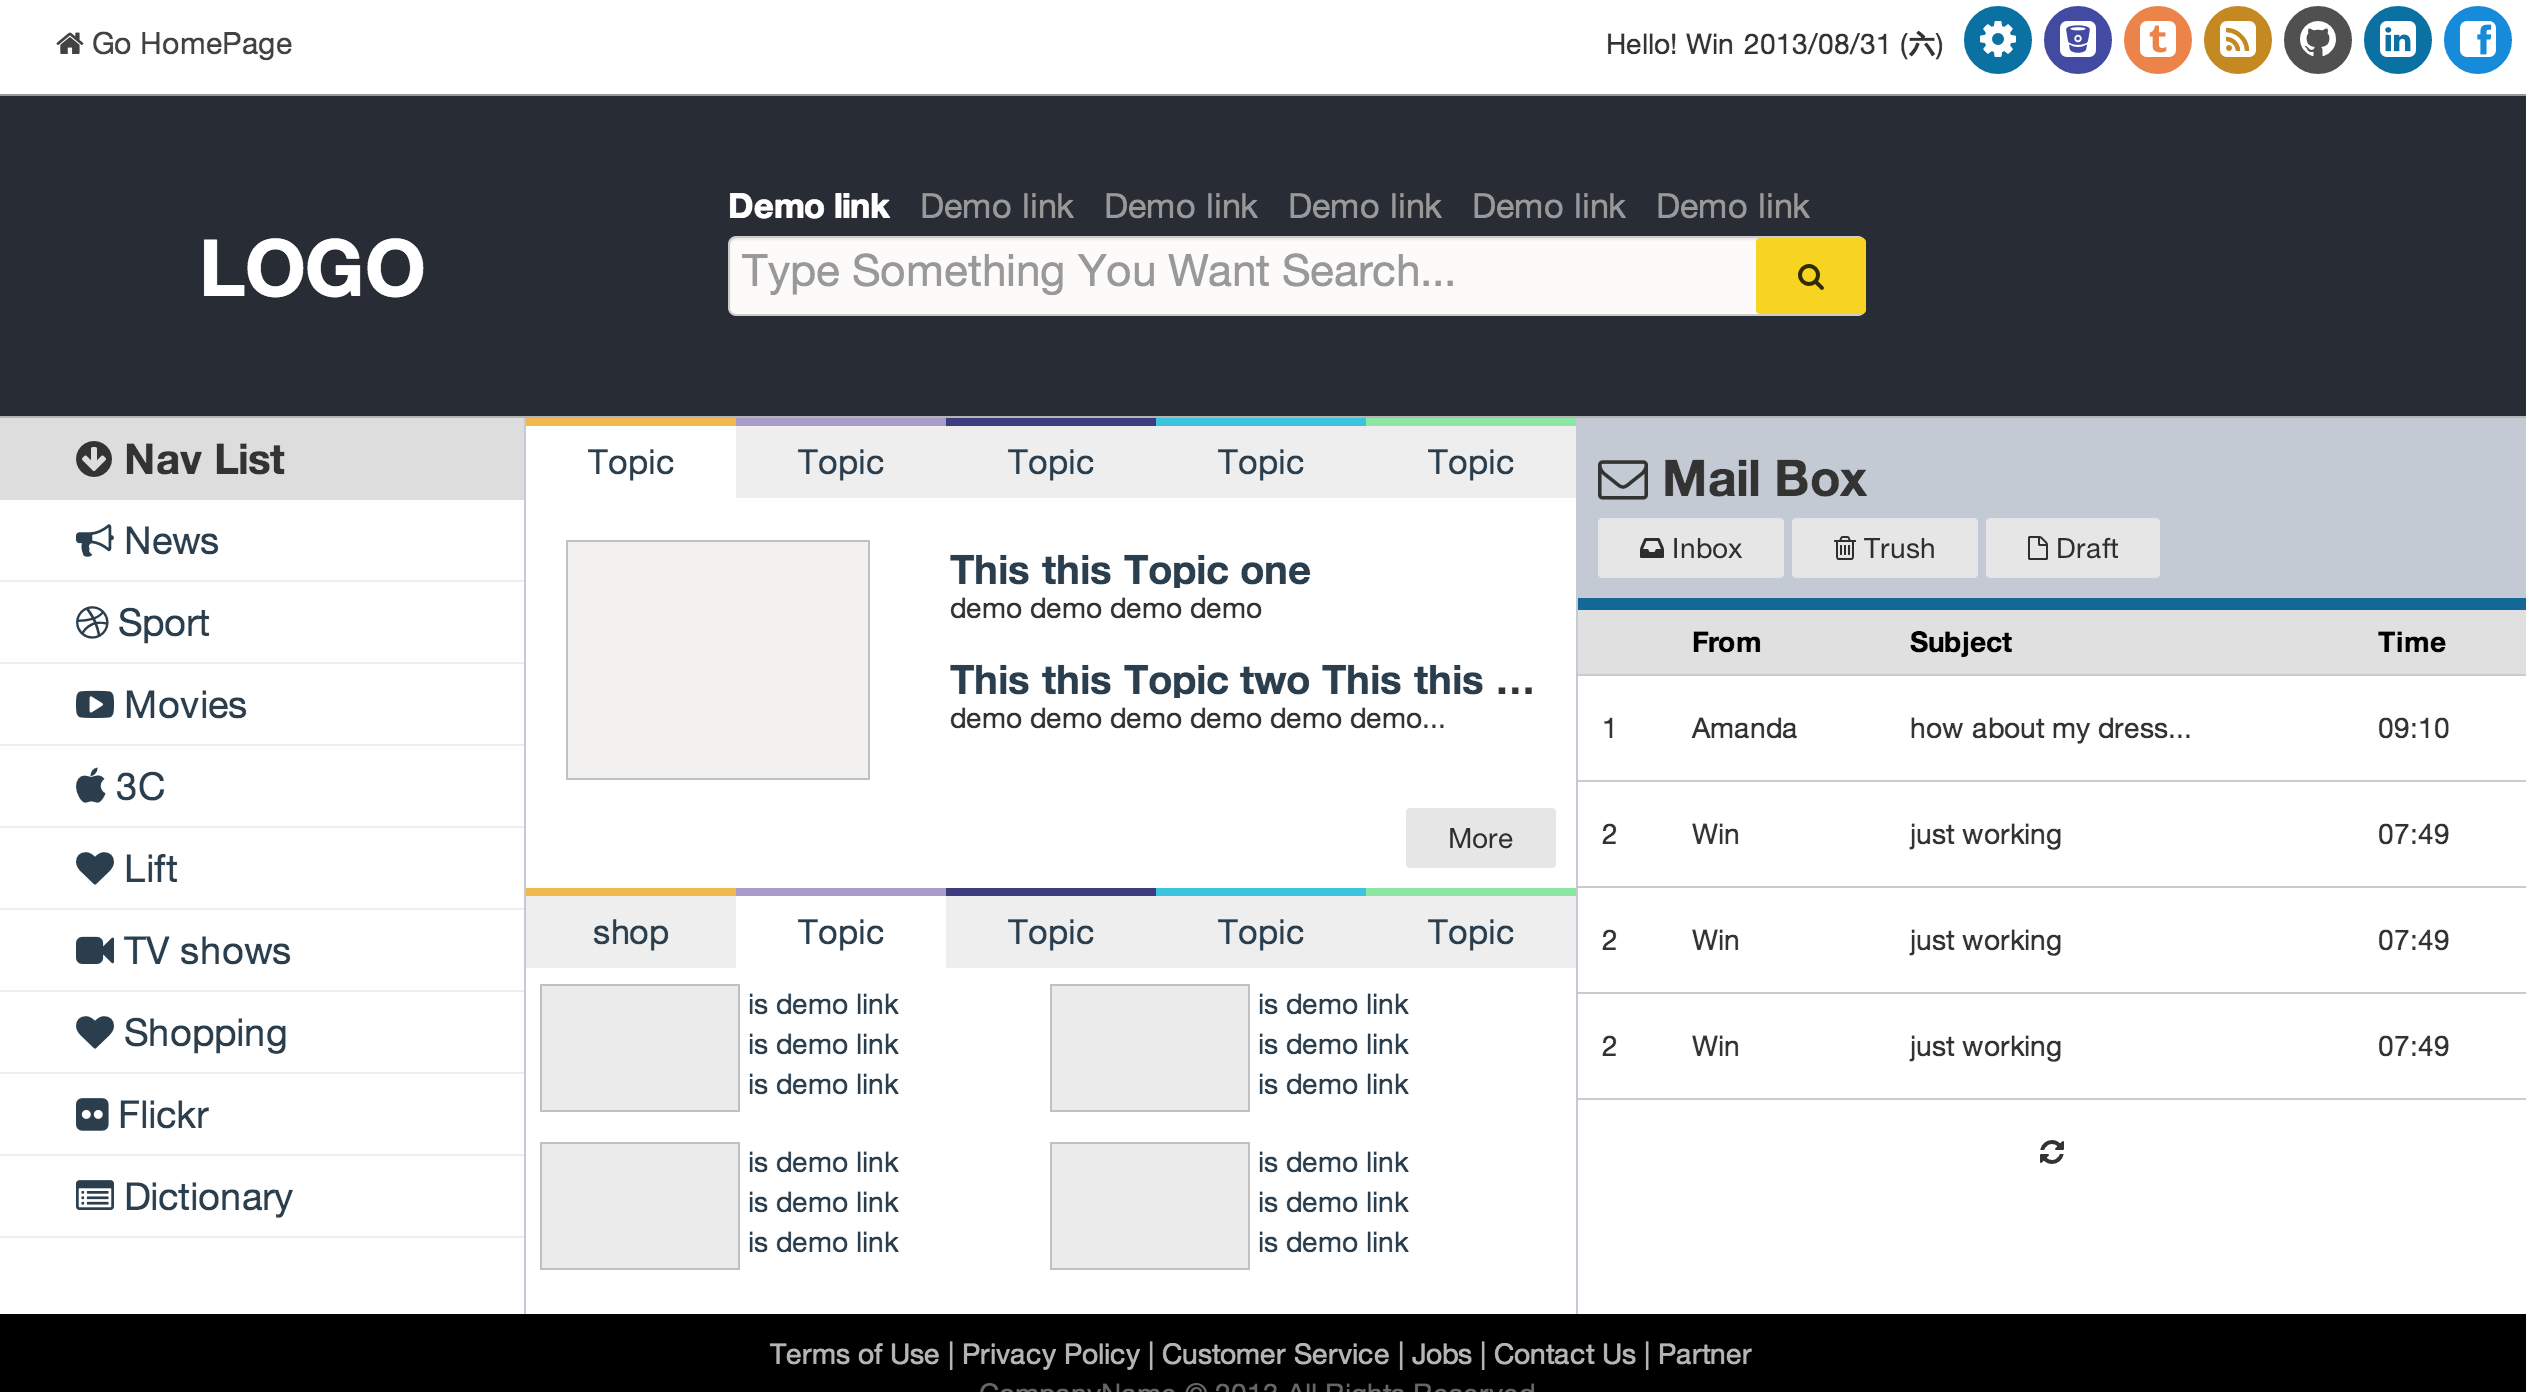 Go HomePage
Hello! Win 2013/08/31 (六)
Demo link Demo link Demo link Demo link Demo link Demo link
LOGO
Type Something You Want Search...
Nav List
News
Sport
Movies
3C
Lift
TV shows
Shopping
Flickr
Dictionary
Topic Topic Topic Topic Topic
This this Topic one
demo demo demo demo
This this Topic two This this ...
demo demo demo demo demo demo...
More
shop Topic Topic Topic Topic
is demo link
is demo link
is demo link
is demo link
is demo link
is demo link
is demo link
is demo link
is demo link
is demo link
is demo link
is demo link
Mail Box
Inbox Trush Draft
From Subject Time
1 Amanda how about my dress... 09:10
2 Win just working 07:49
2 Win just working 07:49
2 Win just working 07:49
Terms of Use | Privacy Policy | Customer Service | Jobs | Contact Us | Partner
CompanyName © 2013 All Rights Reserved